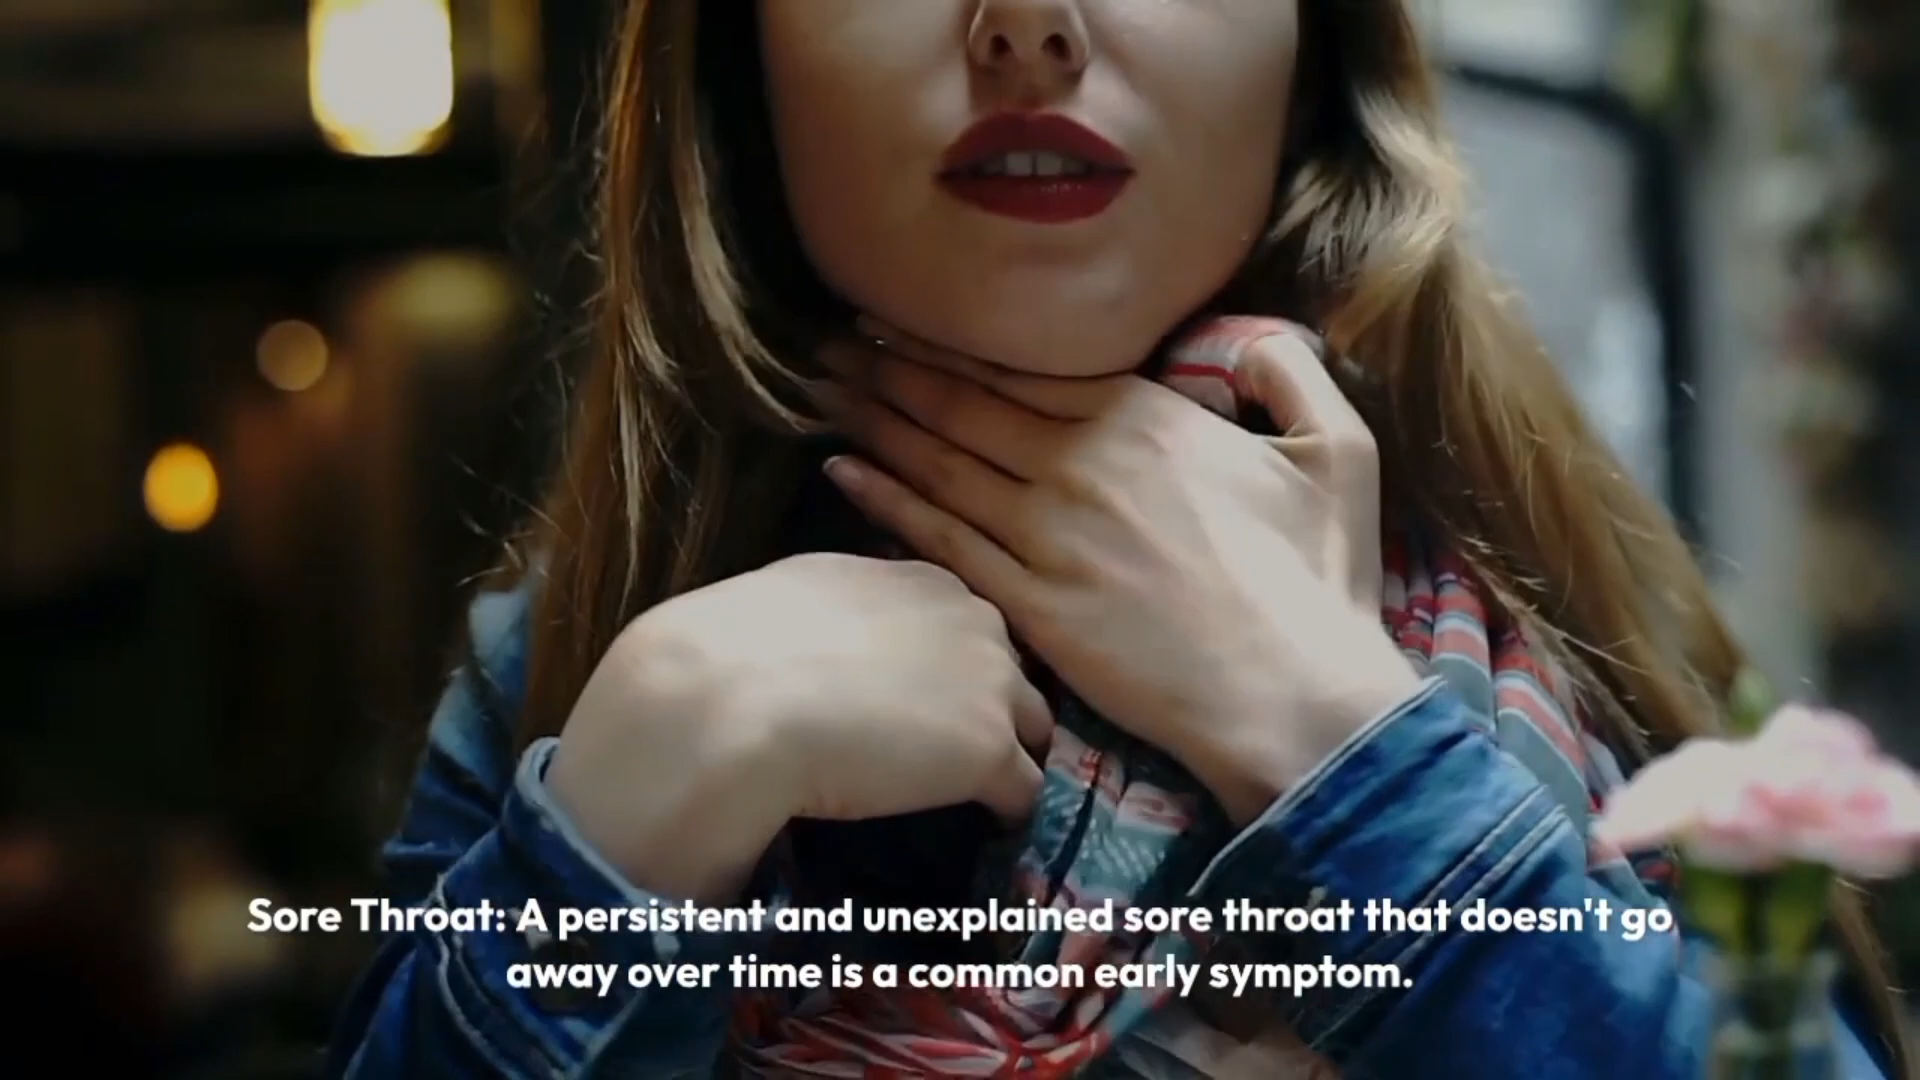 Sore Throat: A persistent and unexplained sore throat that doesn't go
away over time is a common early symptom.